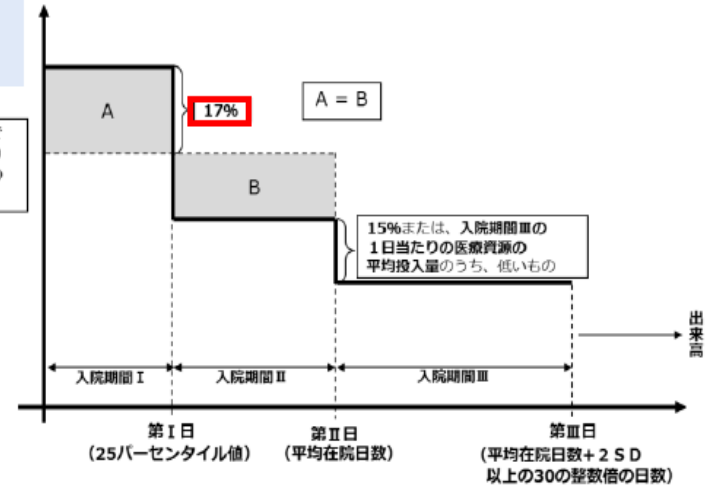 A
17%
A = B
B
15%または、入院期間Ⅲの
1日当たりの医療資源の
平均投入量のうち、低いもの
出来高
入院期間Ⅰ
入院期間Ⅱ
入院期間Ⅲ
第Ⅰ日
(25パーセンタイル値)
第Ⅱ日
(平均在院日数)
第Ⅲ日
(平均在院日数+2SD
以上の30の整数倍の日数)